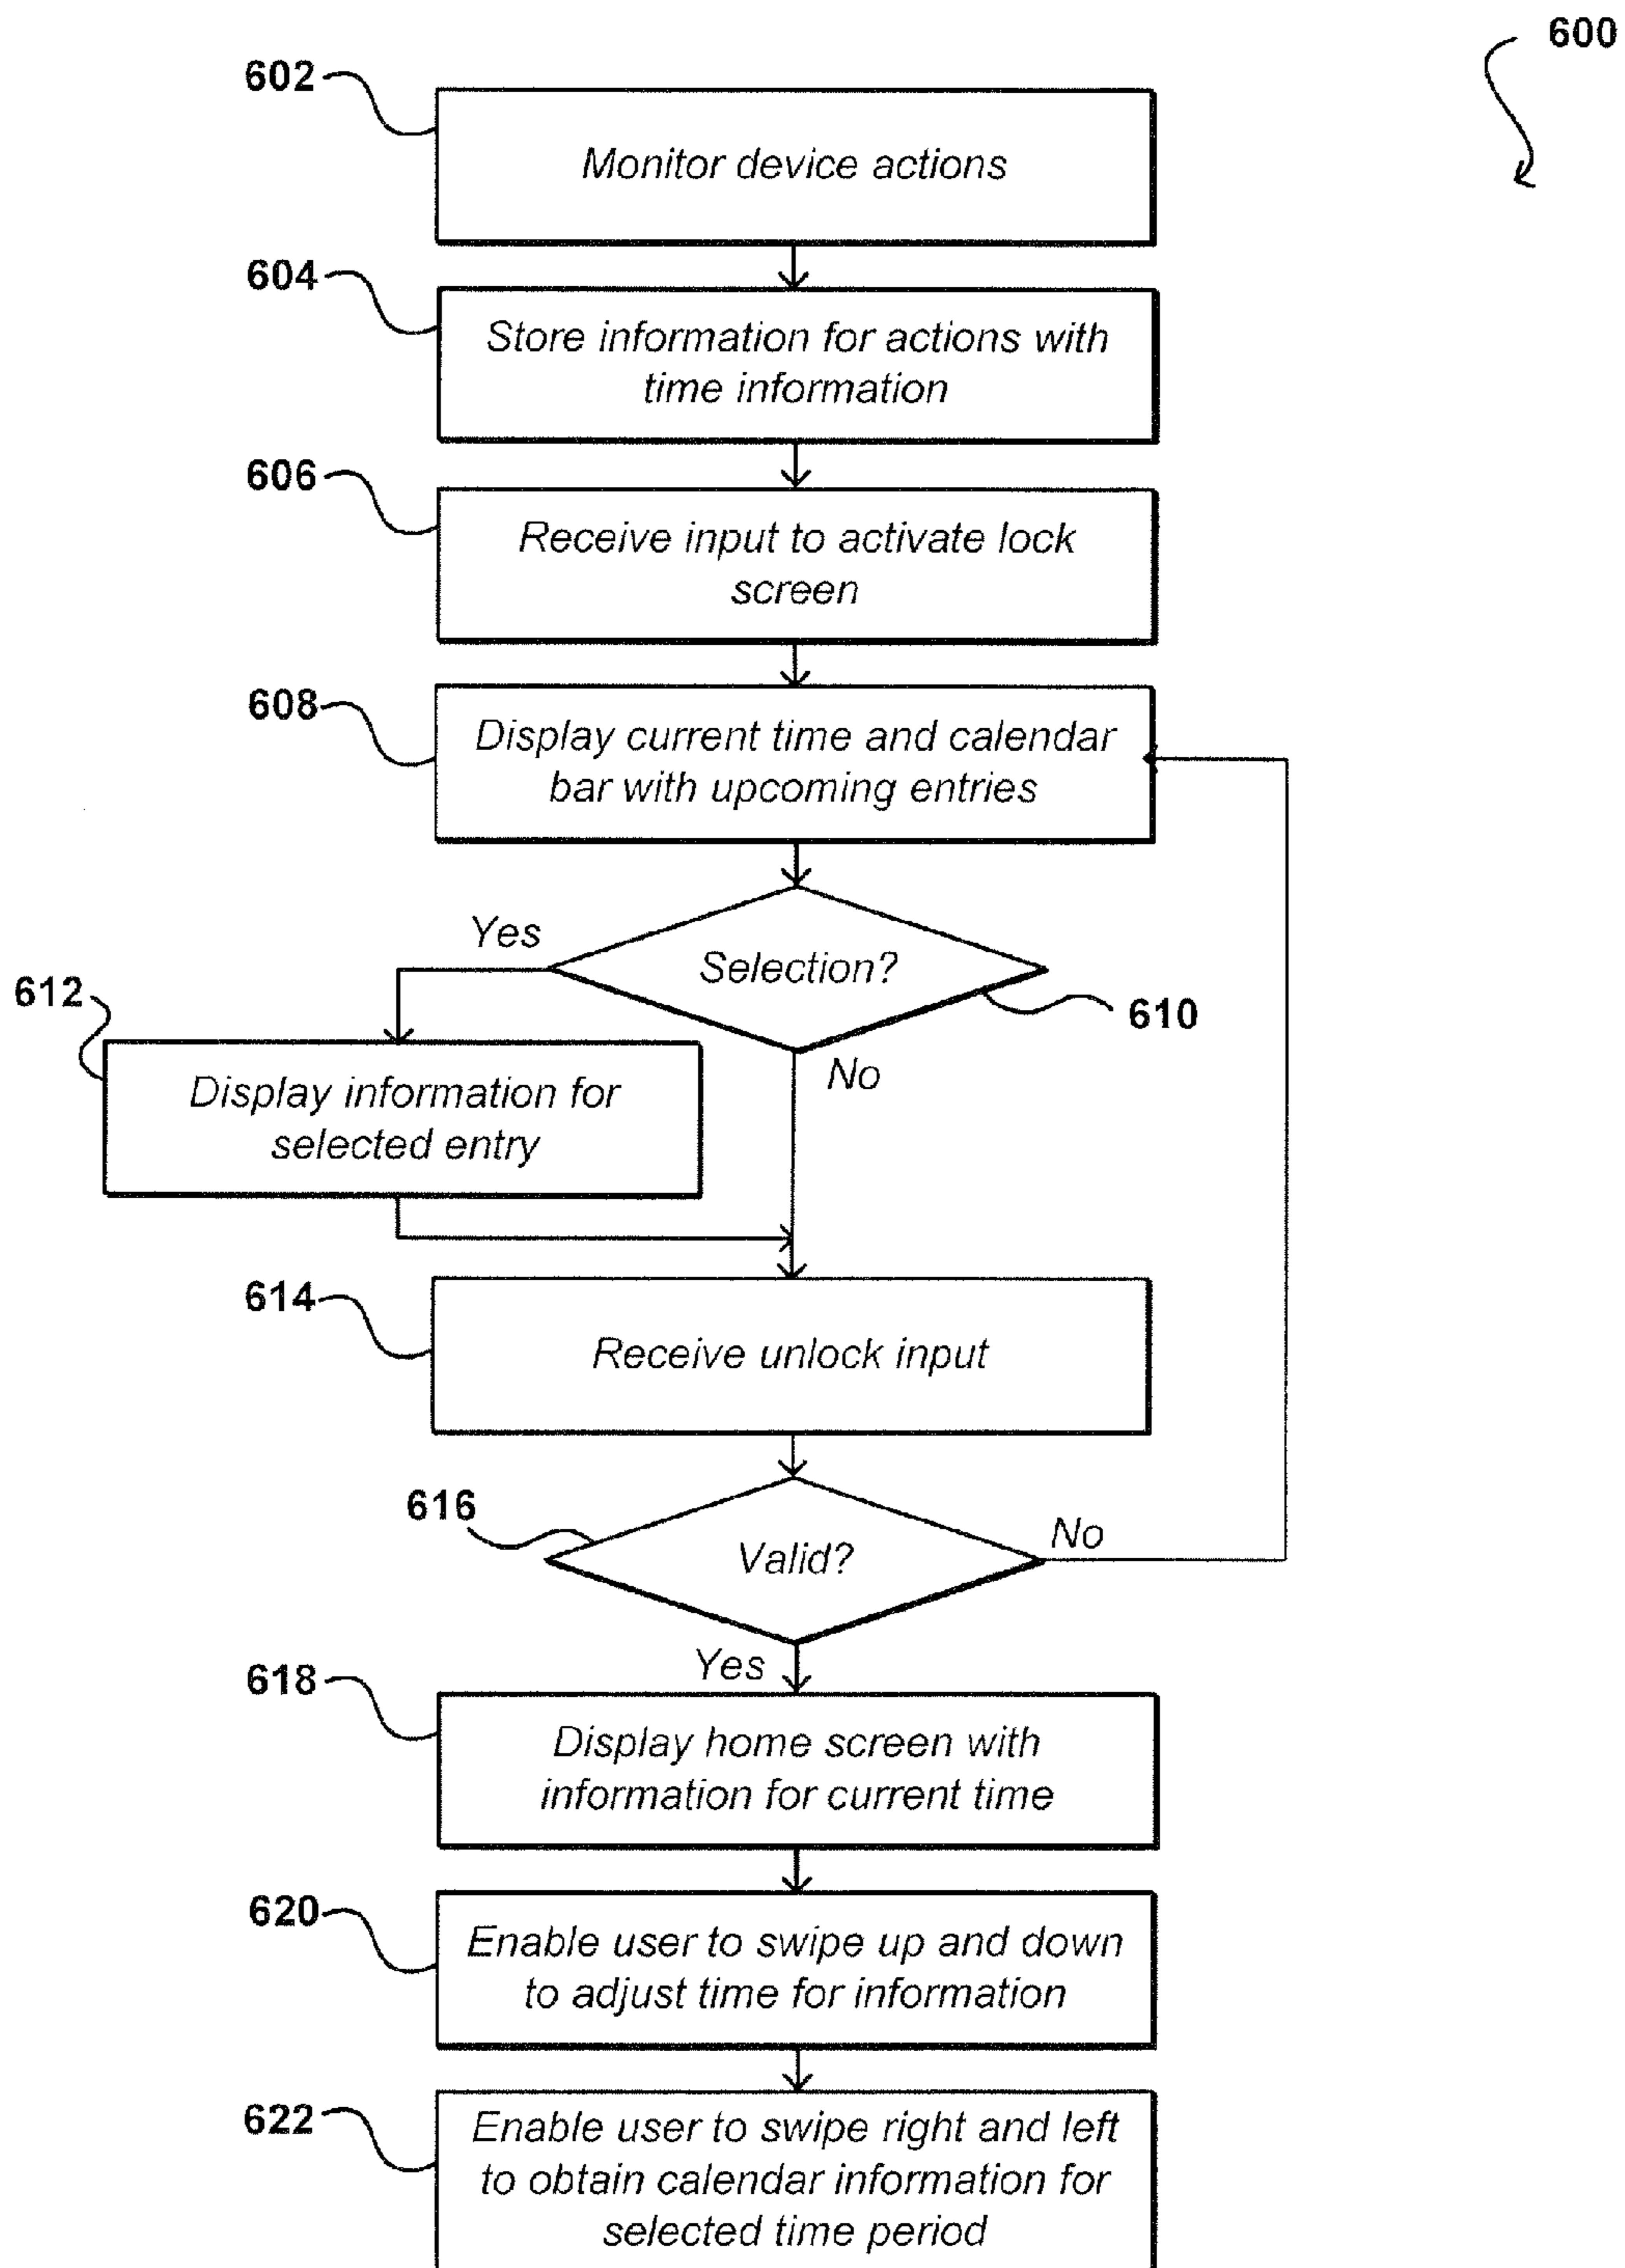 600
602
Monitor device actions
604
Store information for actions with
time information
606
Receive input to activate lock
screen
608
Display current time and calendar
bar with upcoming entries
Yes
Selection?
610
No
612
Display information for
selected entry
614
Receive unlock input
616
Valid?
No
Yes
618
Display home screen with
information for current time
620
Enable user to swipe up and down
to adjust time for information
622
Enable user to swipe right and left
to obtain calendar information for
selected time period